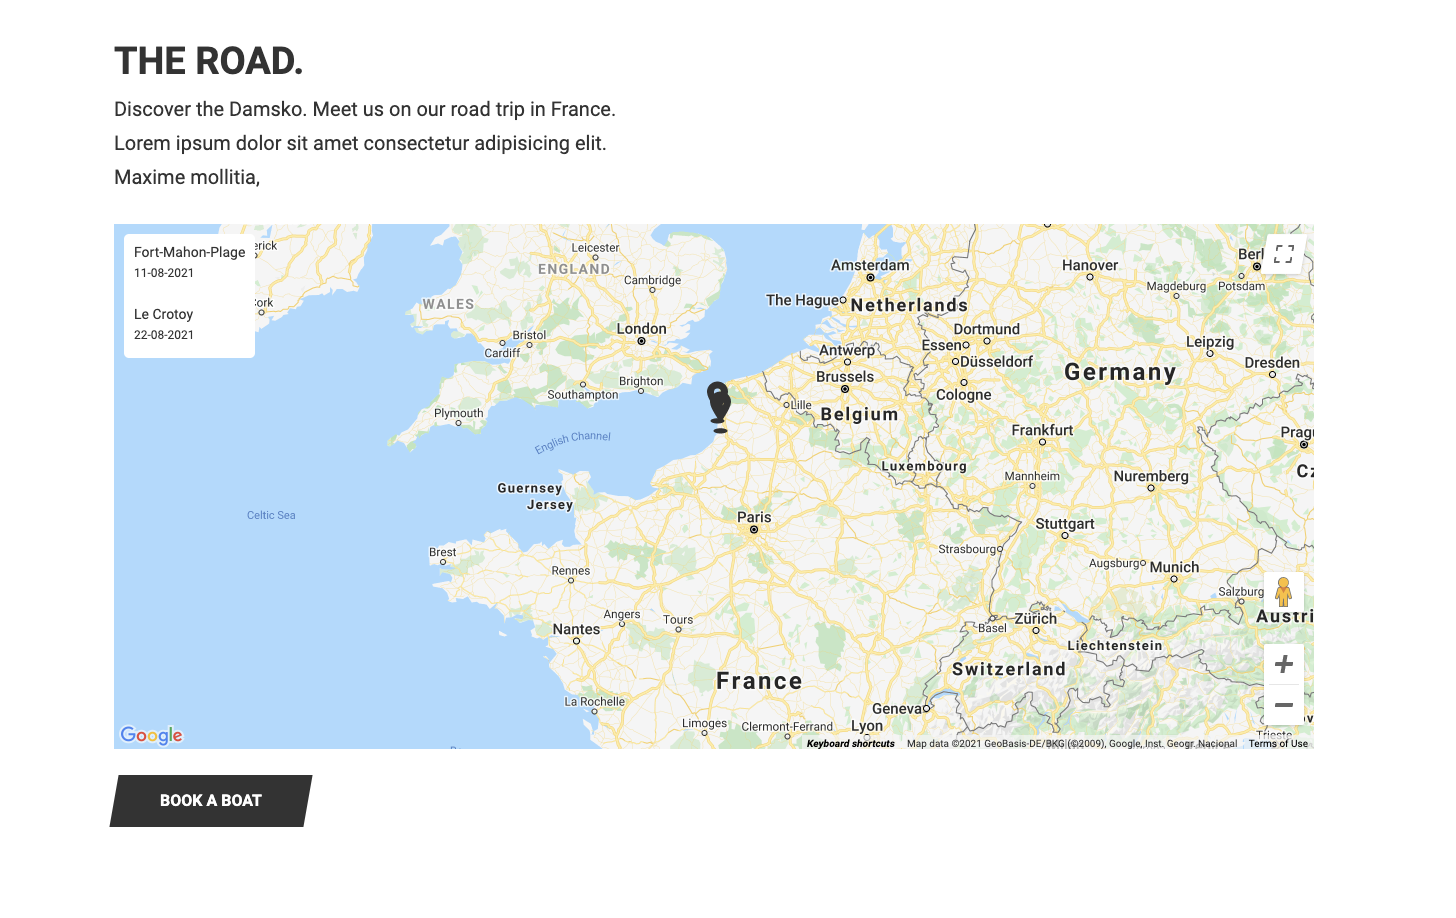 THE ROAD.
Discover the Damsko. Meet us on our road trip in France.
Lorem ipsum dolor sit amet consectetur adipisicing elit.
Maxime mollitia,
Fort-Mahon-Plage
11-08-2021
Le Crotoy
22-08-2021
erick
Cork
Leicester
ENGLAND
Cambridge
WALES
London
Bristol
Cardiff
Brighton
Southampton
Plymouth
English Channel
Guernsey
Jersey
Celtic Sea
Amsterdam
The Hague
Netherlands
Hanover
Berl
Magdeburg
Potsdam
Dortmund
Essen
Düsseldorf
Leipzig
Dresden
Antwerp
Brussels
Germany
Cologne
Lille
Belgium
Frankfurt
Pragu
Luxembourg
Cz
Mannheim
Nuremberg
Paris
Stuttgart
Strasbourg
Brest
Rennes
Augsburg
Munich
Salzburg
Angers
Tours
Nantes
Basel
Zürich
Austri
Liechtenstein
Switzerland
France
La Rochelle
Geneva
Limoges
Clermont-Ferrand
Lyon
Trieste
Google
Keyboard shortcuts
Map data ©2021 GeoBasis-DE/BKG (©2009), Google, Inst. Geogr. Nacional
Terms of Use
BOOK A BOAT